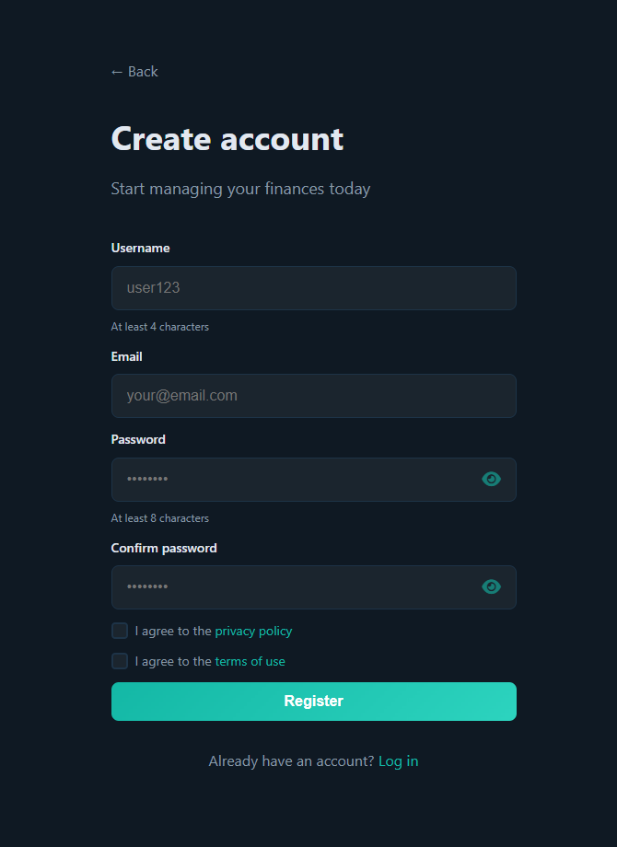 ← Back
Create account
Start managing your finances today
Username
user123
At least 4 characters
Email
your@email.com
Password
••••••••
At least 8 characters
Confirm password
••••••••
I agree to the privacy policy
I agree to the terms of use
Register
Already have an account? Log in